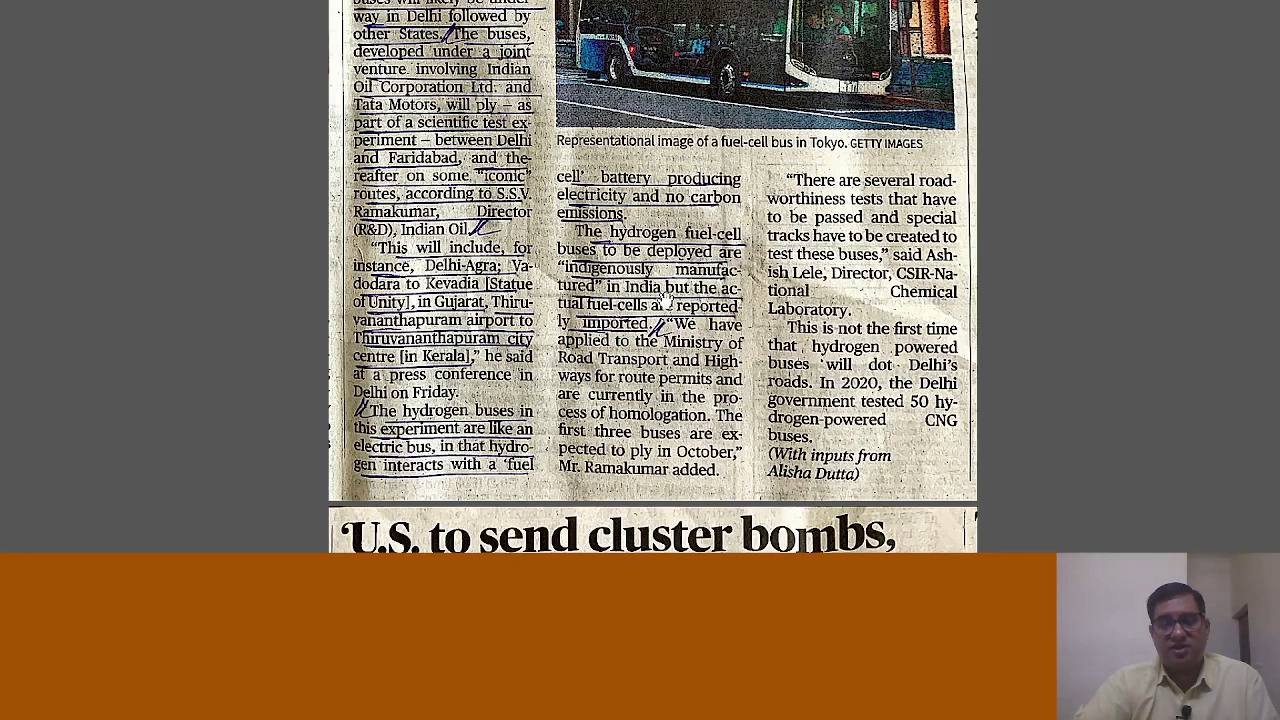 buses will likely be under
way in Delhi followed by
other States. The buses,
developed under a joint
venture involving Indian
Oil Corporation Ltd. and
Tata Motors, will ply – as
part of a scientific test ex-
periment – between Delhi
and Faridabad, and the-
reafter on some “iconic”
routes, according to S.S.V.
Ramakumar, Director
(R&D), Indian Oil.
“This will include, for
instance, Delhi-Agra; Va-
dodara to Kevadia [Statue
of Unity], in Gujarat, Thiru-
vananthapuram airport to
Thiruvananthapuram city
centre [in Kerala],” he said
at a press conference in
Delhi on Friday.
The hydrogen buses in
this experiment are like an
electric bus, in that hydro-
gen interacts with a ‘fuel
Representational image of a fuel-cell bus in Tokyo. GETTY IMAGES
cell’ battery producing
electricity and no carbon
emissions.
The hydrogen fuel-cell
buses to be deployed are
“indigenously manufac-
tured” in India but the ac-
tual fuel-cells are reported-
ly imported. “We have
applied to the Ministry of
Road Transport and High-
ways for route permits and
are currently in the pro-
cess of homologation. The
first three buses are ex-
pected to ply in October,”
Mr. Ramakumar added.
“There are several road-
worthiness tests that have
to be passed and special
tracks have to be created to
test these buses,” said Ash-
ish Lele, Director, CSIR-Na-
tional Chemical
Laboratory.
This is not the first time
that hydrogen powered
buses will dot Delhi’s
roads. In 2020, the Delhi
government tested 50 hy-
drogen-powered CNG
buses.
(With inputs from
Alisha Dutta)
‘U.S. to send cluster bombs,